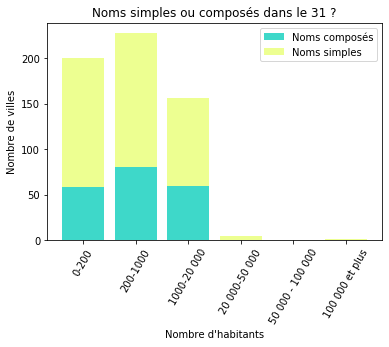 Noms simples ou composés dans le 31 ?
Noms composés
Noms simples
Nombre de villes
200
150
100
50
0
0-200
200-1000
1000-20 000
20 000-50 000
50 000 - 100 000
100 000 et plus
Nombre d'habitants